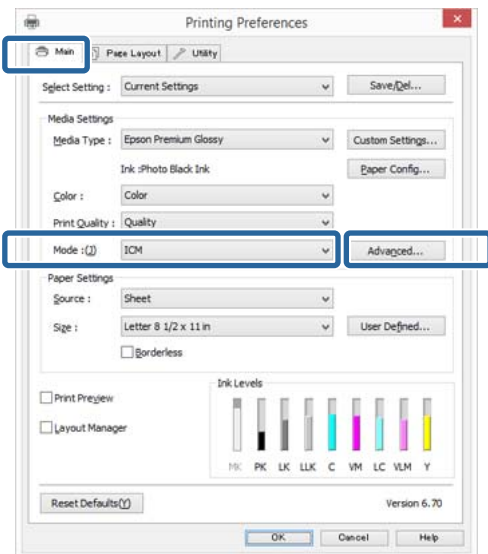 Printing Preferences
Main Page Layout Utility
Select Setting : Current Settings Save/Del...
Media Settings
Media Type : Epson Premium Glossy Custom Settings...
Ink :Photo Black Ink Paper Config...
Color : Color
Print Quality : Quality
Mode :(J) ICM Advanced...
Paper Settings
Source : Sheet
Size : Letter 8 1/2 x 11 in User Defined...
Borderless
Ink Levels
Print Preview
Layout Manager
MK PK LK LLK C VM LC VLM Y
Reset Defaults(Y) Version 6.70
OK Cancel Help